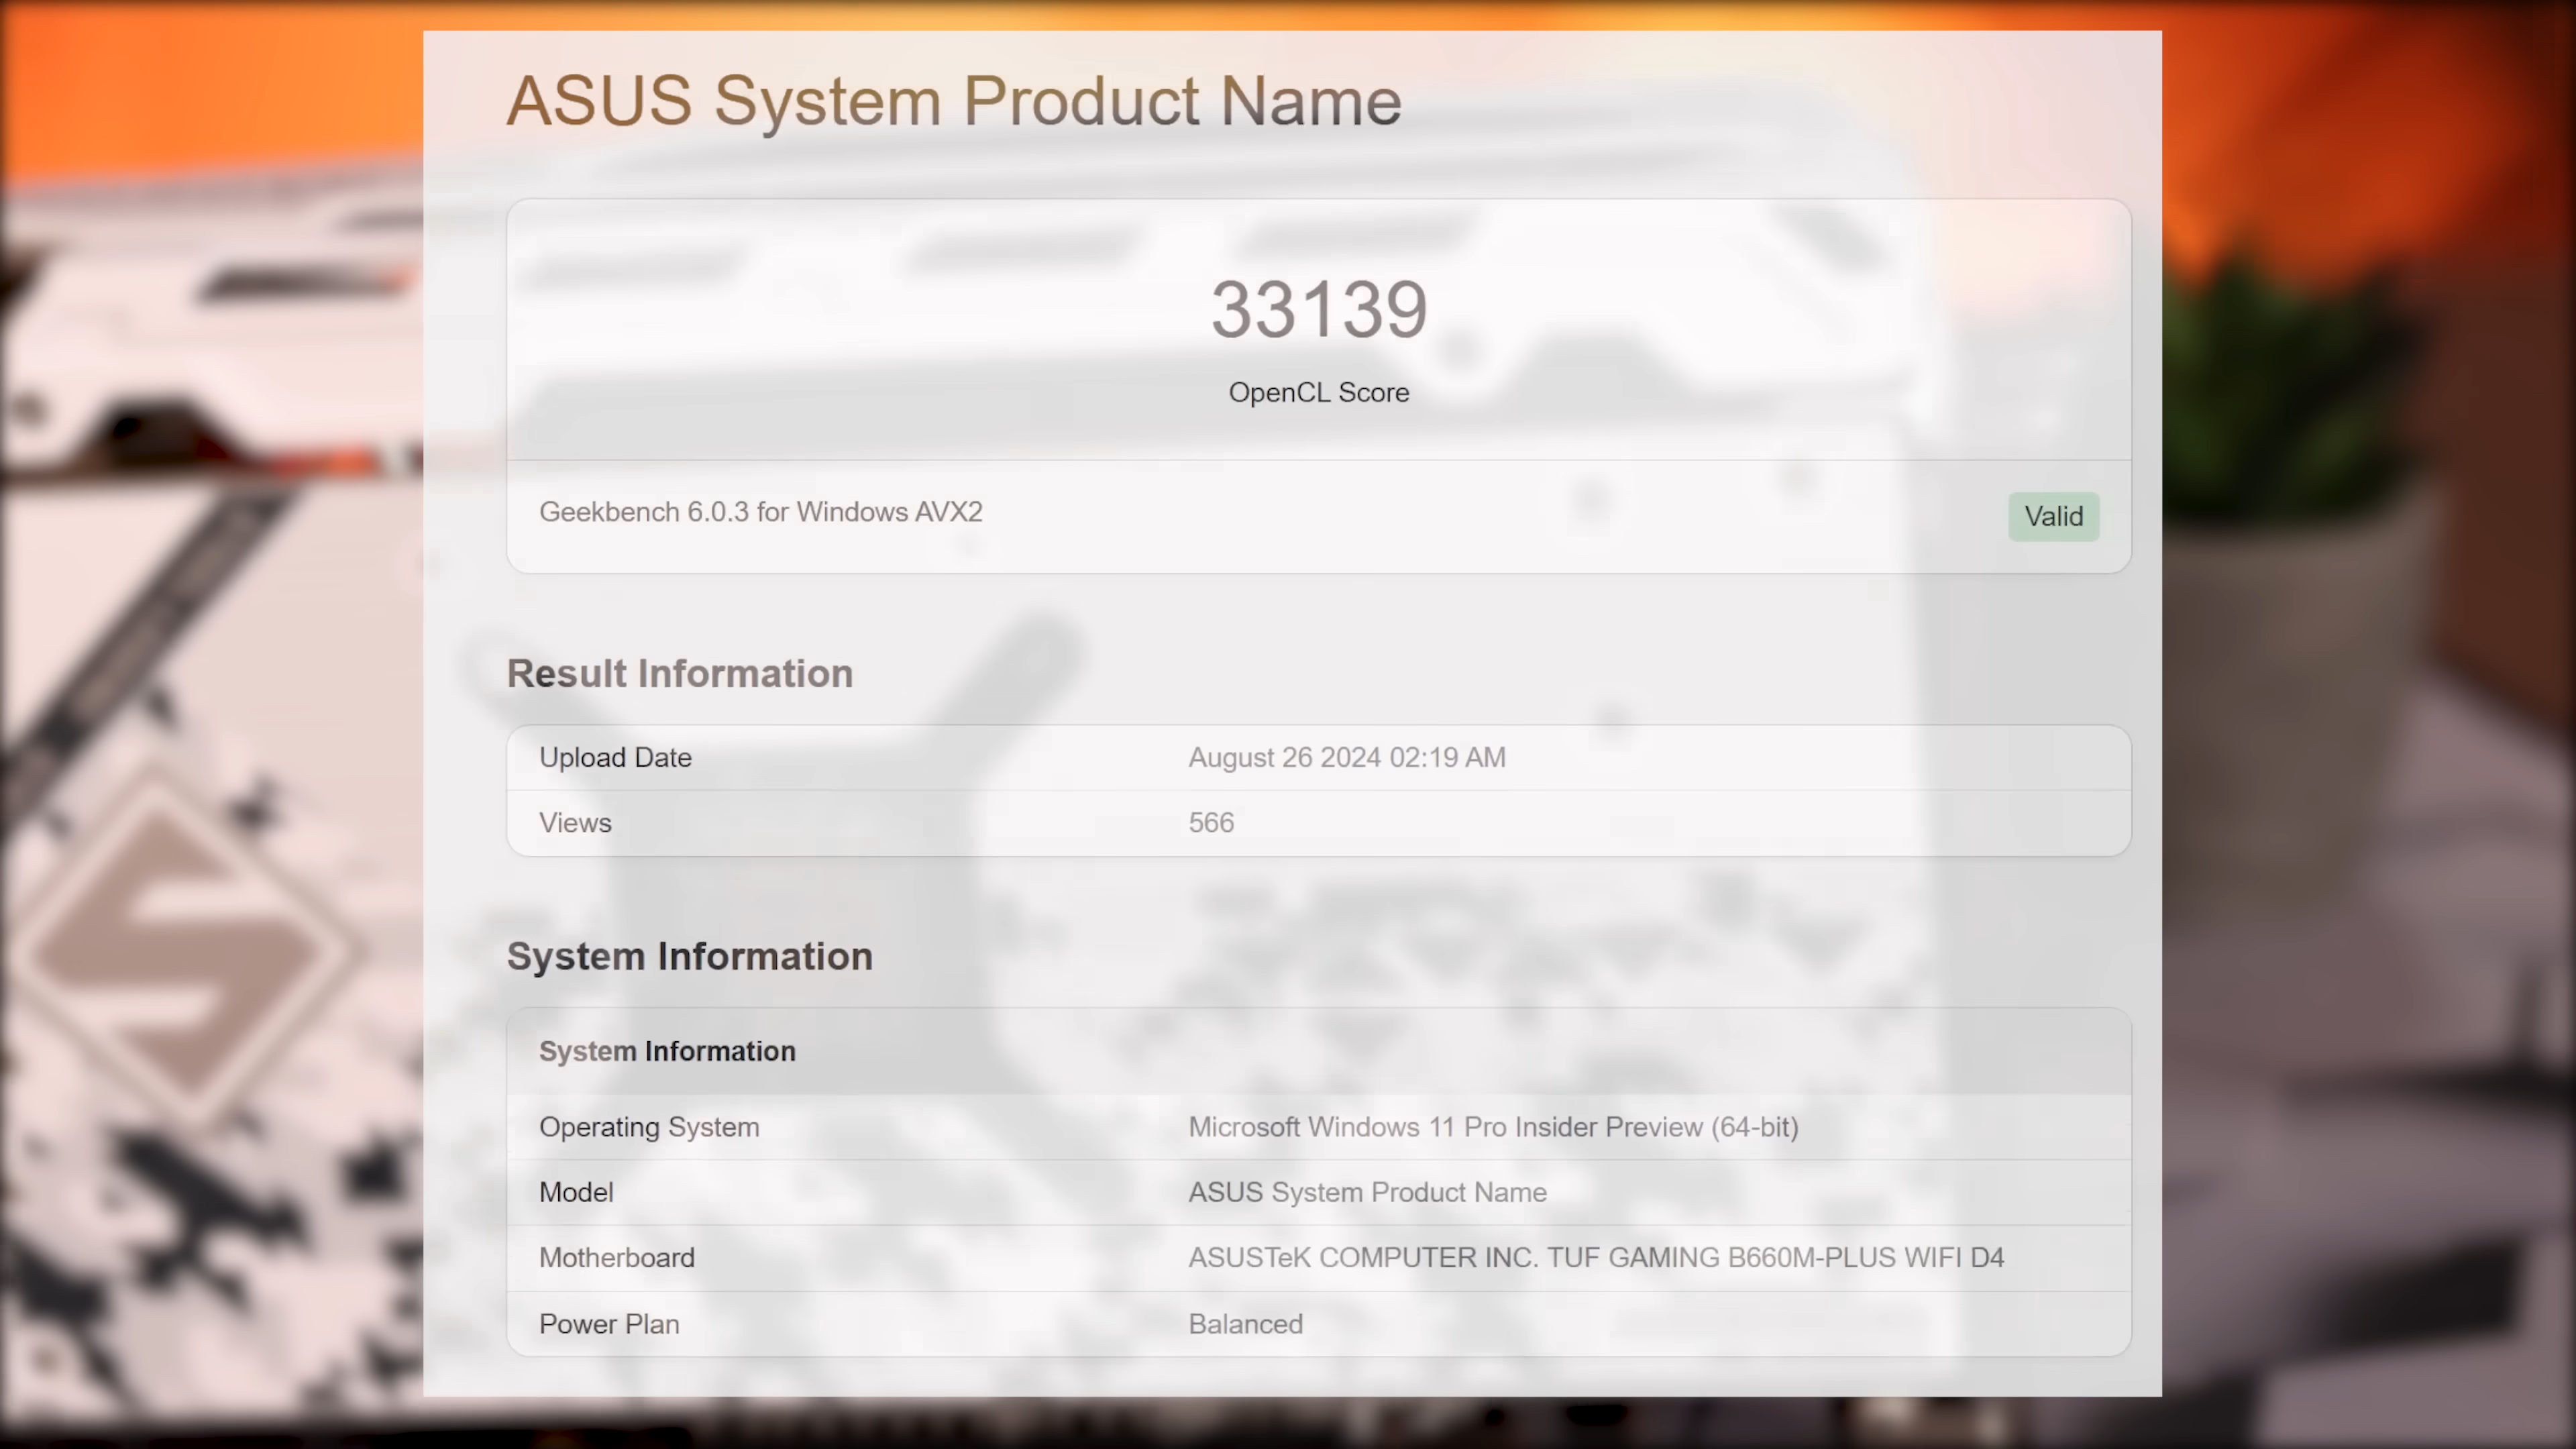 ASUS System Product Name
33139
OpenCL Score
Geekbench 6.0.3 for Windows AVX2
Valid
Result Information
Upload Date August 26 2024 02:19 AM
Views 566
System Information
System Information
Operating System Microsoft Windows 11 Pro Insider Preview (64-bit)
Model ASUS System Product Name
Motherboard ASUSTeK COMPUTER INC. TUF GAMING B660M-PLUS WIFI D4
Power Plan Balanced